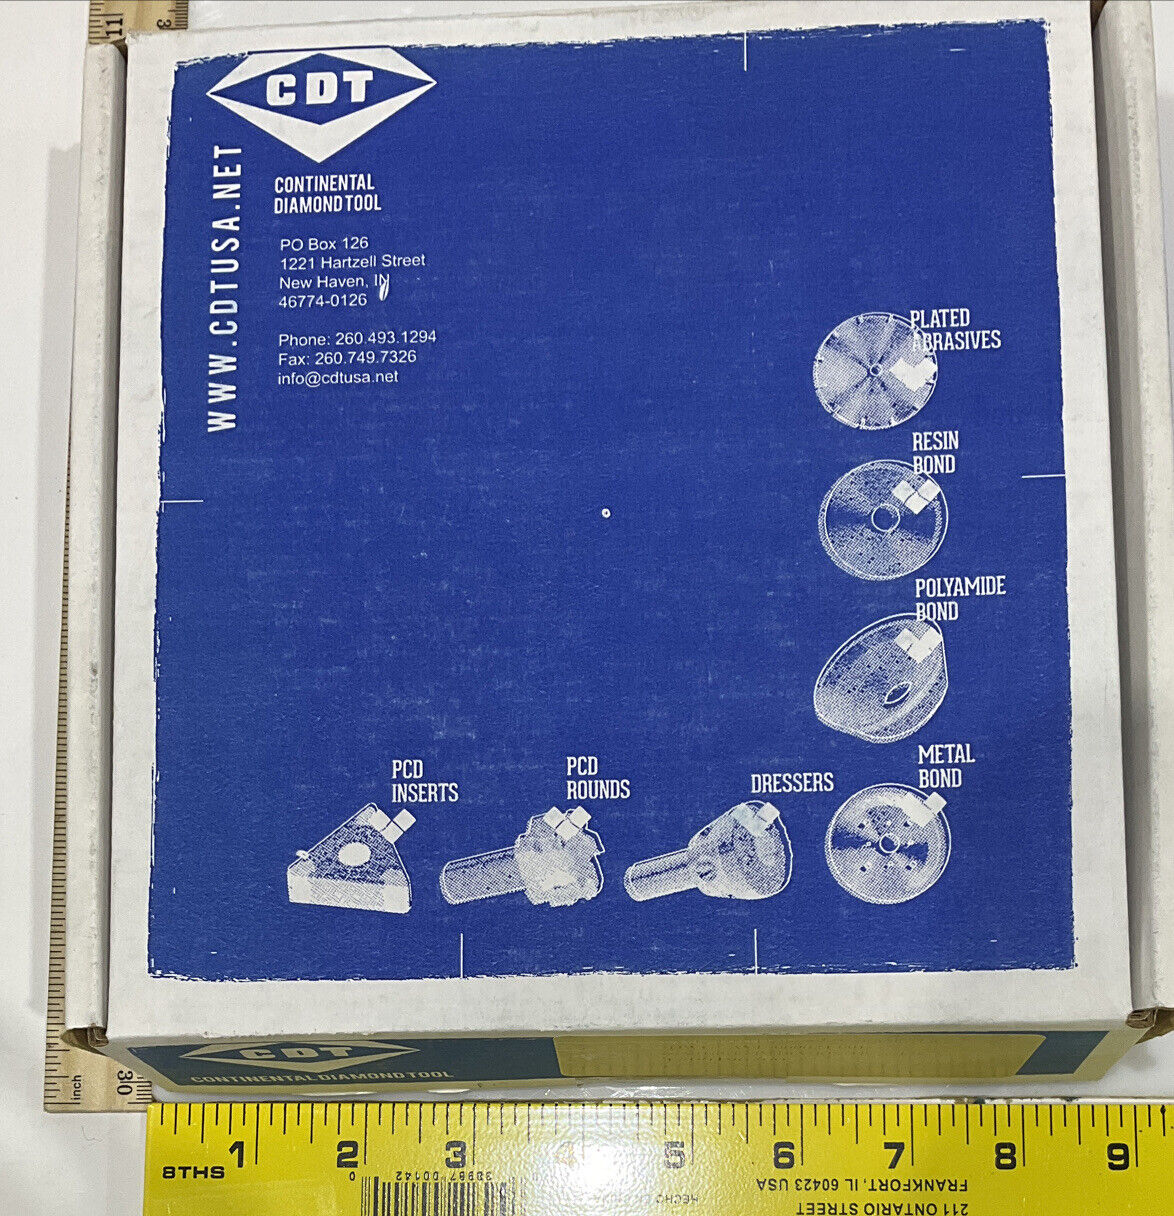 CDT
CONTINENTAL
DIAMOND TOOL
WWW.CDTUSA.NET
PO Box 126
1221 Hartzell Street
New Haven, IN
46774-0126
Phone: 260.493.1294
Fax: 260.749.7326
info@cdtusa.net
PLATED
ABRASIVES
RESIN
BOND
POLYAMIDE
BOND
METAL
BOND
PCD
INSERTS
PCD
ROUNDS
DRESSERS
CDT
CONTINENTAL DIAMOND TOOL
11
inch
30
8THS
1 2 3 4 5 6 7 8 9
FRANKFORT, IL 60423 USA
211 ONTARIO STREET